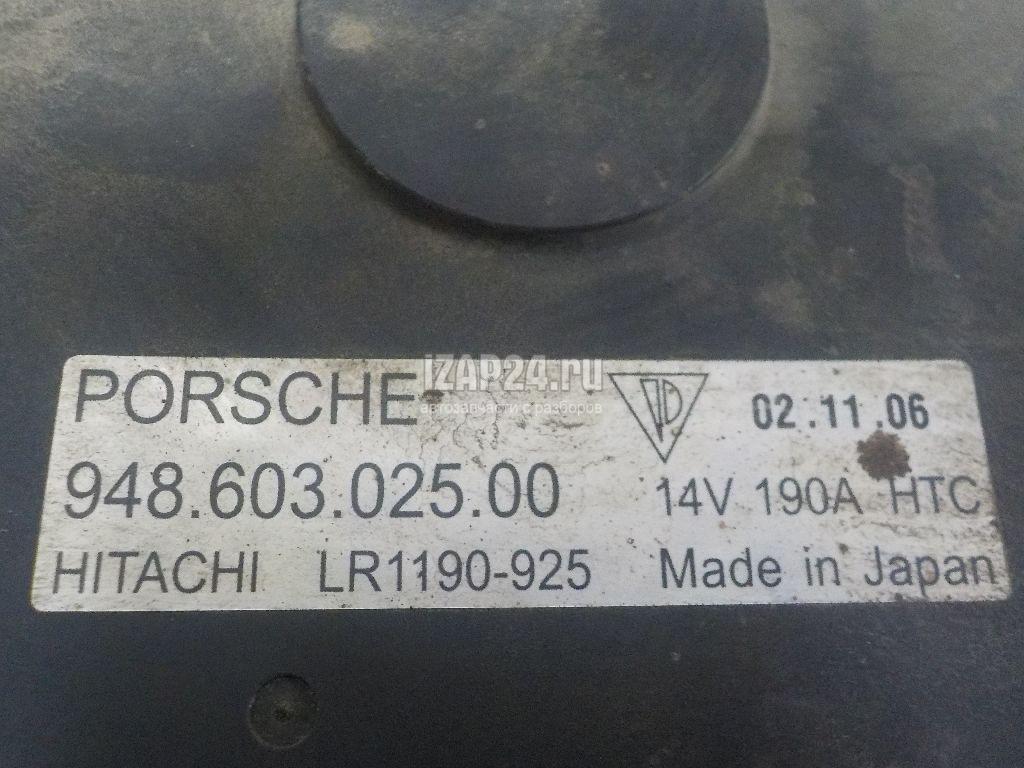 PORSCHE
iZAP24.ru
автозапчасти с разборов
02.11.06
948.603.025.00
14V 190A HTC
HITACHI LR1190-925
Made in Japan